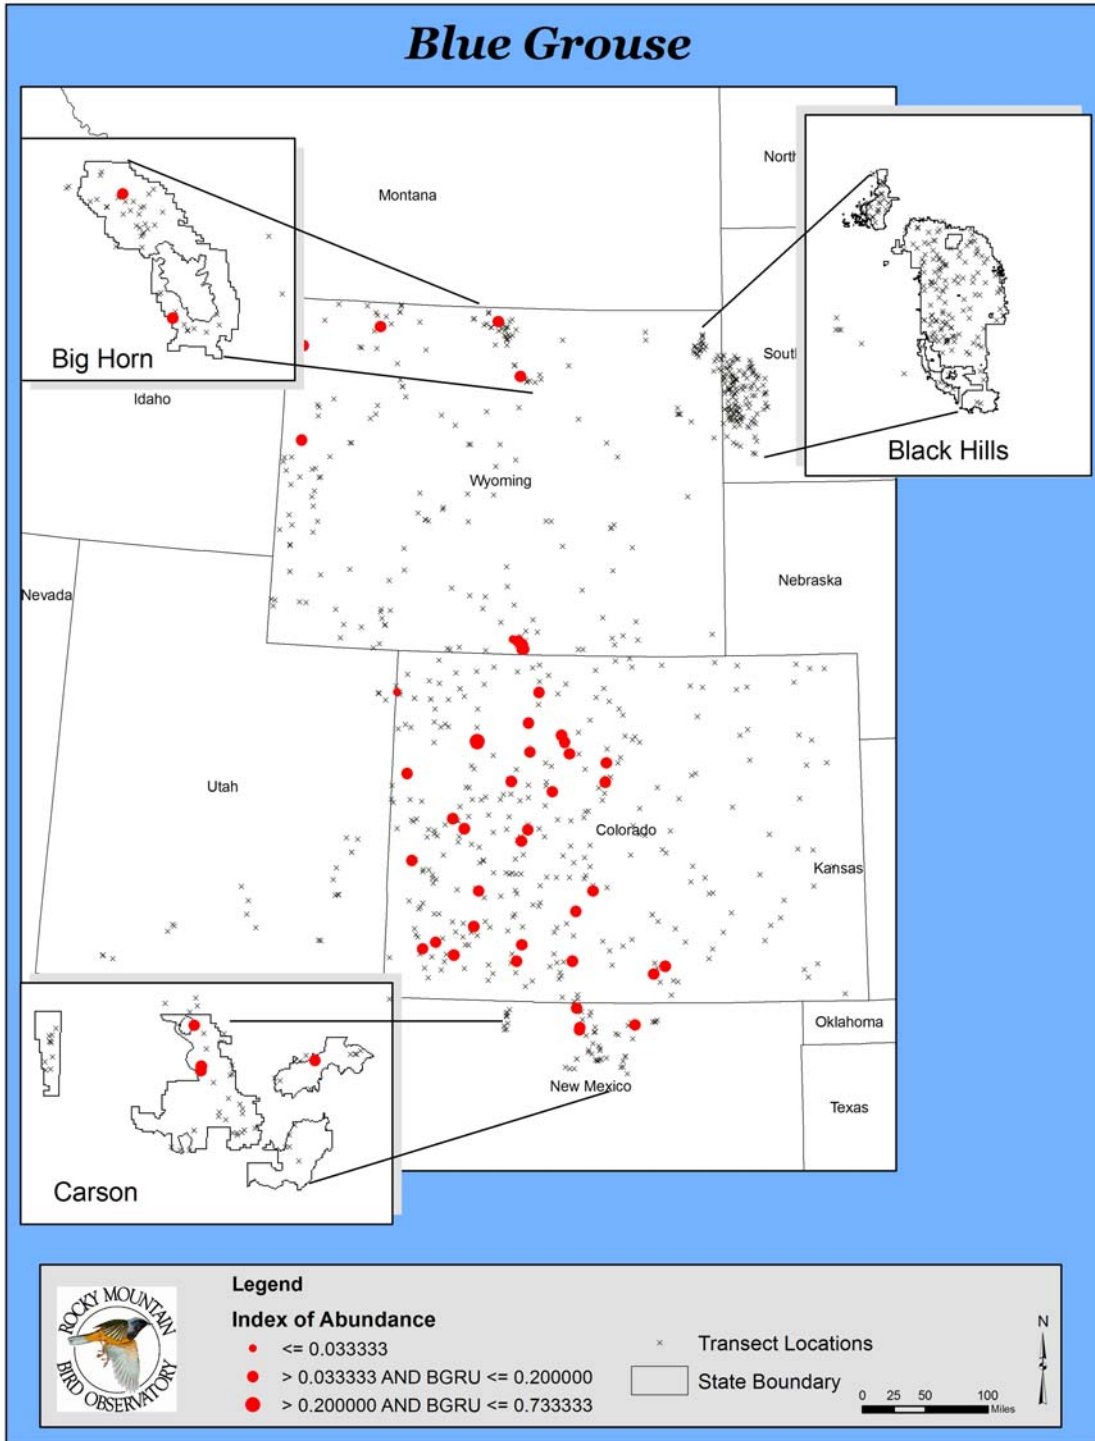 Blue Grouse
Montana
North
Big Horn
Idaho
South
Black Hills
Wyoming
Nevada
Nebraska
Utah
Colorado
Kansas
Oklahoma
New Mexico
Texas
Carson
ROCKY MOUNTAIN
BIRD OBSERVATORY
Legend
Index of Abundance
<= 0.033333
> 0.033333 AND BGRU <= 0.200000
> 0.200000 AND BGRU <= 0.733333
Transect Locations
State Boundary
N
0 25 50 100
Miles